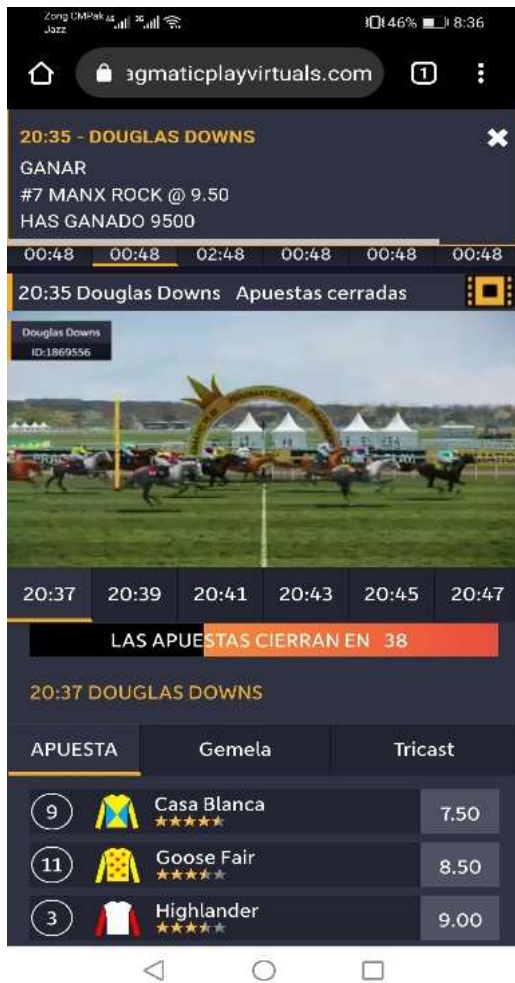 Zong CMPak 4G 3G 46% 8:36
Jazz
agmaticplayvirtuals.com 1
20:35 - DOUGLAS DOWNS
GANAR
#7 MANX ROCK @ 9.50
HAS GANADO 9500
00:48 00:48 02:48 00:48 00:48 00:48
20:35 Douglas Downs Apuestas cerradas
Douglas Downs
ID:1869556
PRAGMATIC PLAY
20:37 20:39 20:41 20:43 20:45 20:47
LAS APUESTAS CIERRAN EN 38
20:37 DOUGLAS DOWNS
APUESTA Gemela Tricast
9 Casa Blanca 7.50
11 Goose Fair 8.50
3 Highlander 9.00